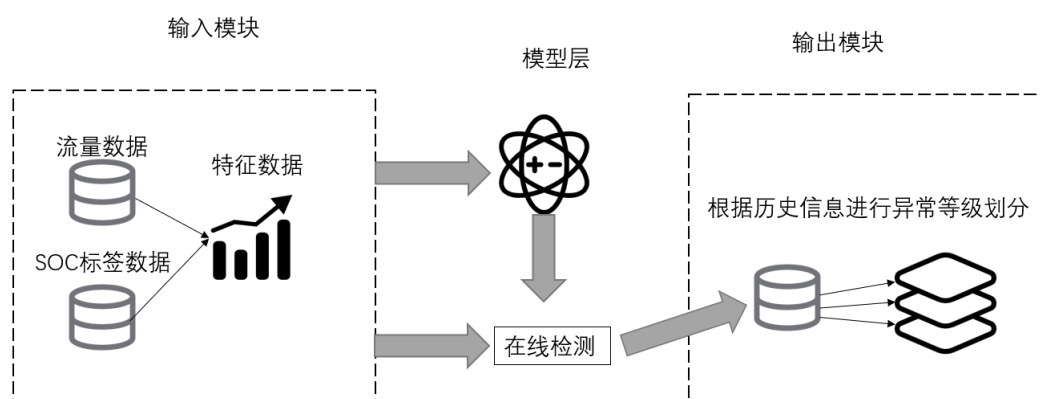 输入模块
模型层
输出模块
流量数据
特征数据
SOC标签数据
根据历史信息进行异常等级划分
在线检测